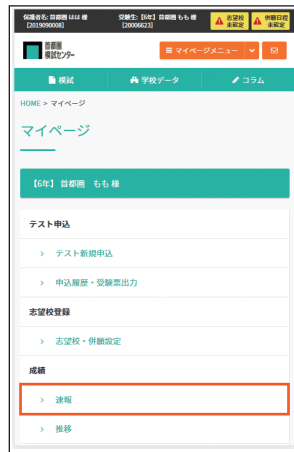 保護者名: 首都圏 はは 様
[2019090008]
受験生: 【6年】 首都圏 もも 様
[20006623]
志望校
未設定
併願日程
未設定
首都圏
模試センター
マイページメニュー
模試
学校データ
コラム
HOME > マイページ
マイページ
【6年】 首都圏 もも 様
テスト申込
> テスト新規申込
> 申込履歴・受験票出力
志望校登録
> 志望校・併願設定
成績
> 速報
> 推移